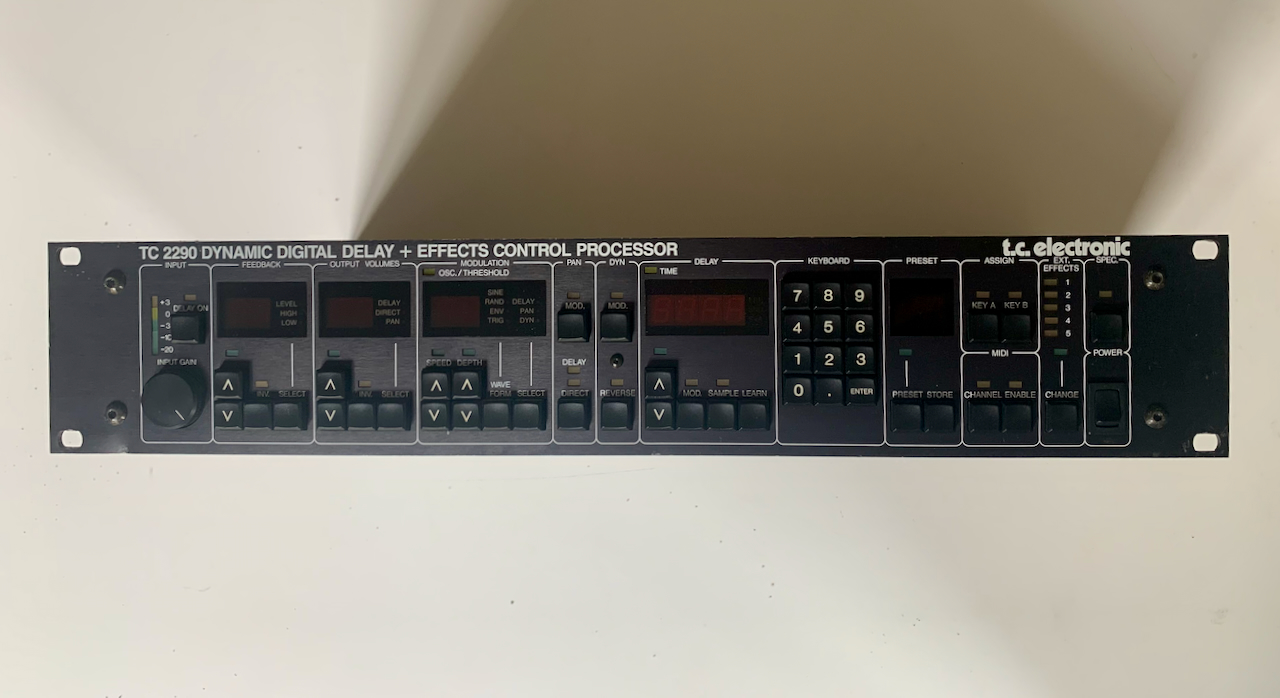 TC 2290 DYNAMIC DIGITAL DELAY + EFFECTS CONTROL PROCESSOR
t.c. electronic
INPUT
+3
0
-3
-20
DELAY ON
INPUT GAIN
FEEDBACK
LEVEL
HIGH
LOW
INV. SELECT
OUTPUT VOLUMES
DELAY
DIRECT
PAN
INV. SELECT
MODULATION
OSC./THRESHOLD
SINE
RAND DELAY
ENV PAN
TRIG DYN
SPEED DEPTH
WAVE
FORM SELECT
PAN
MOD.
DELAY
DIRECT
DYN
MOD.
REVERSE
DELAY
TIME
MOD. SAMPLE LEARN
KEYBOARD
7 8 9
4 5 6
1 2 3
0 . ENTER
PRESET
PRESET STORE
ASSIGN
KEY A KEY B
MIDI
CHANNEL ENABLE
EXT.
EFFECTS
1
2
3
4
5
CHANGE
SPEC.
POWER